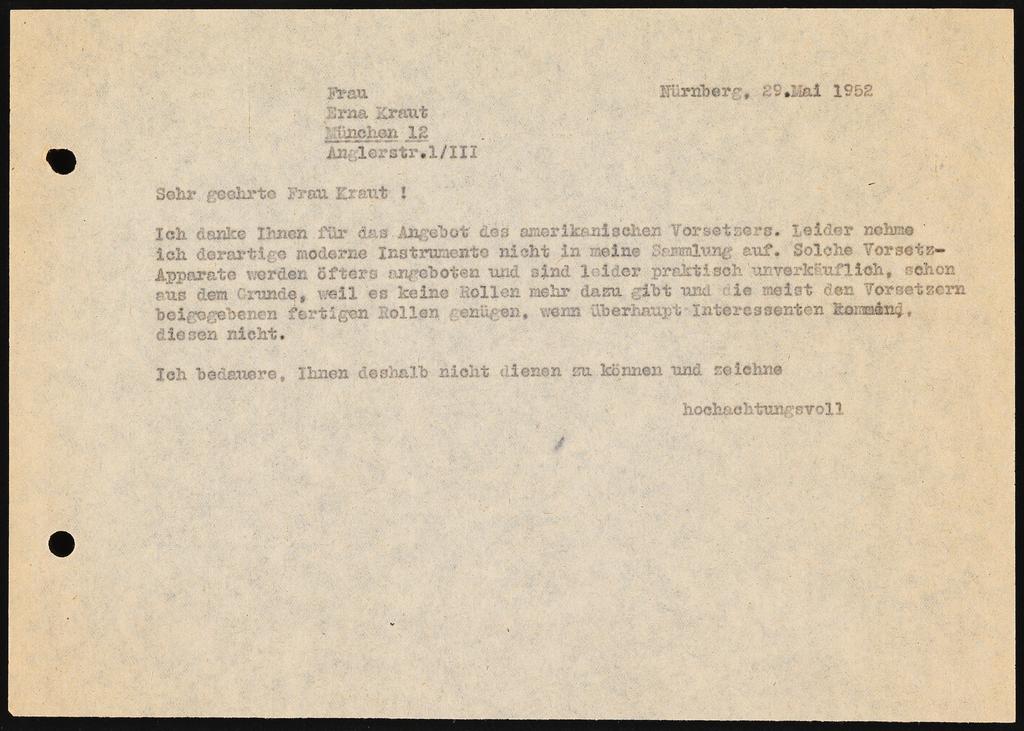 Frau
Erna Kraut
München 12
Anglerstr.1/III
Nürnberg, 29.Mai 1952
Sehr geehrte Frau Kraut !
Ich danke Ihnen für das Angebot des amerikanischen Vorsetzers. Leider nehme
ich derartige moderne Instrumente nicht in meine Sammlung auf. Solche Vorsetz-
Apparate werden öfters angeboten und sind leider praktisch unverkäuflich, schon
aus dem Grunde, weil es keine Rollen mehr dazu gibt und die meist den Vorsetzern
beigegebenen fertigen Rollen genügen, wenn überhaupt Interessenten
diesen nicht.
Ich bedauere, Ihnen deshalb nicht dienen zu können und zeichne
hochachtungsvoll